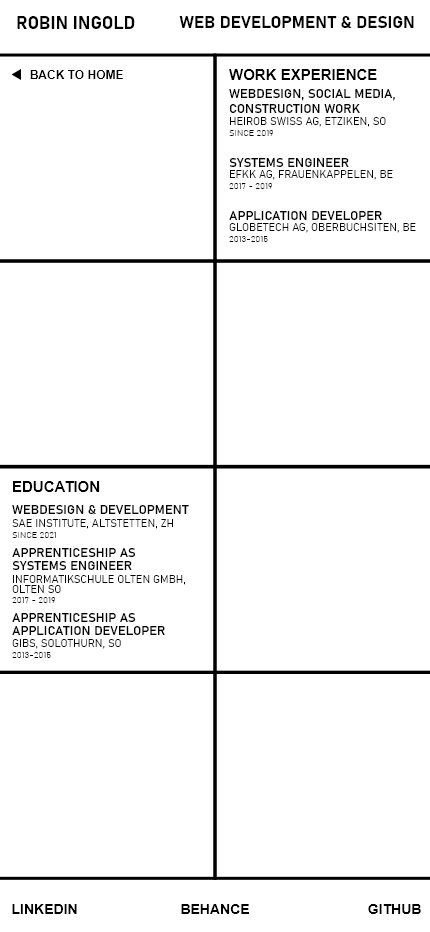 ROBIN INGOLD
WEB DEVELOPMENT & DESIGN
BACK TO HOME
WORK EXPERIENCE
WEBDESIGN, SOCIAL MEDIA,
CONSTRUCTION WORK
HEIROB SWISS AG, ETZIKEN, SO
SINCE 2019
SYSTEMS ENGINEER
EFKK AG, FRAUENKAPPELEN, BE
2017 - 2019
APPLICATION DEVELOPER
GLOBETECH AG, OBERBUCHSITEN, BE
2013-2015
EDUCATION
WEBDESIGN & DEVELOPMENT
SAE INSTITUTE, ALTSTETTEN, ZH
SINCE 2021
APPRENTICESHIP AS
SYSTEMS ENGINEER
INFORMATIKSCHULE OLTEN GMBH,
OLTEN SO
2017 - 2019
APPRENTICESHIP AS
APPLICATION DEVELOPER
GIBS, SOLOTHURN, SO
2013-2015
LINKEDIN
BEHANCE
GITHUB